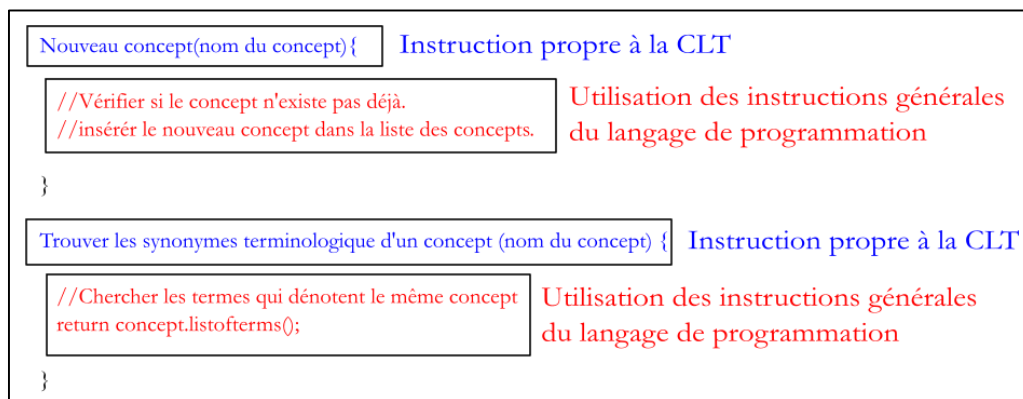 Nouveau concept(nom du concept){ Instruction propre à la CLT
//Vérifier si le concept n'existe pas déjà.
//insérér le nouveau concept dans la liste des concepts.
Utilisation des instructions générales
du langage de programmation
}
Trouver les synonymes terminologique d'un concept (nom du concept) { Instruction propre à la CLT
//Chercher les termes qui dénotent le même concept
return concept.listofterms();
Utilisation des instructions générales
du langage de programmation
}